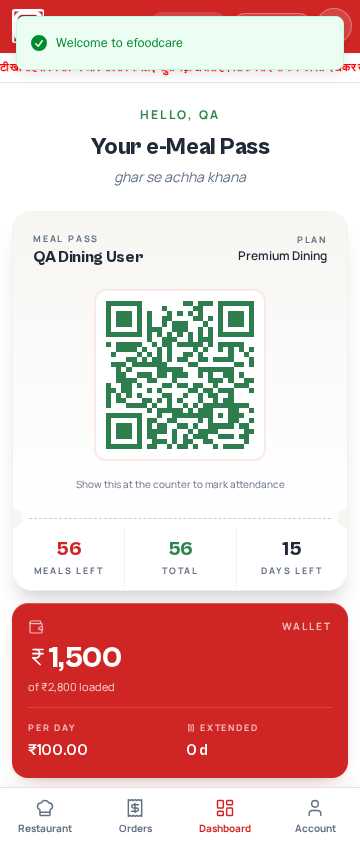 Welcome to efoodcare
HELLO, QA
Your e-Meal Pass
ghar se achha khana
MEAL PASS
QA Dining User
PLAN
Premium Dining
Show this at the counter to mark attendance
56
MEALS LEFT
56
TOTAL
15
DAYS LEFT
WALLET
₹1,500
of ₹2,800 loaded
PER DAY
₹100.00
EXTENDED
0 d
Restaurant
Orders
Dashboard
Account